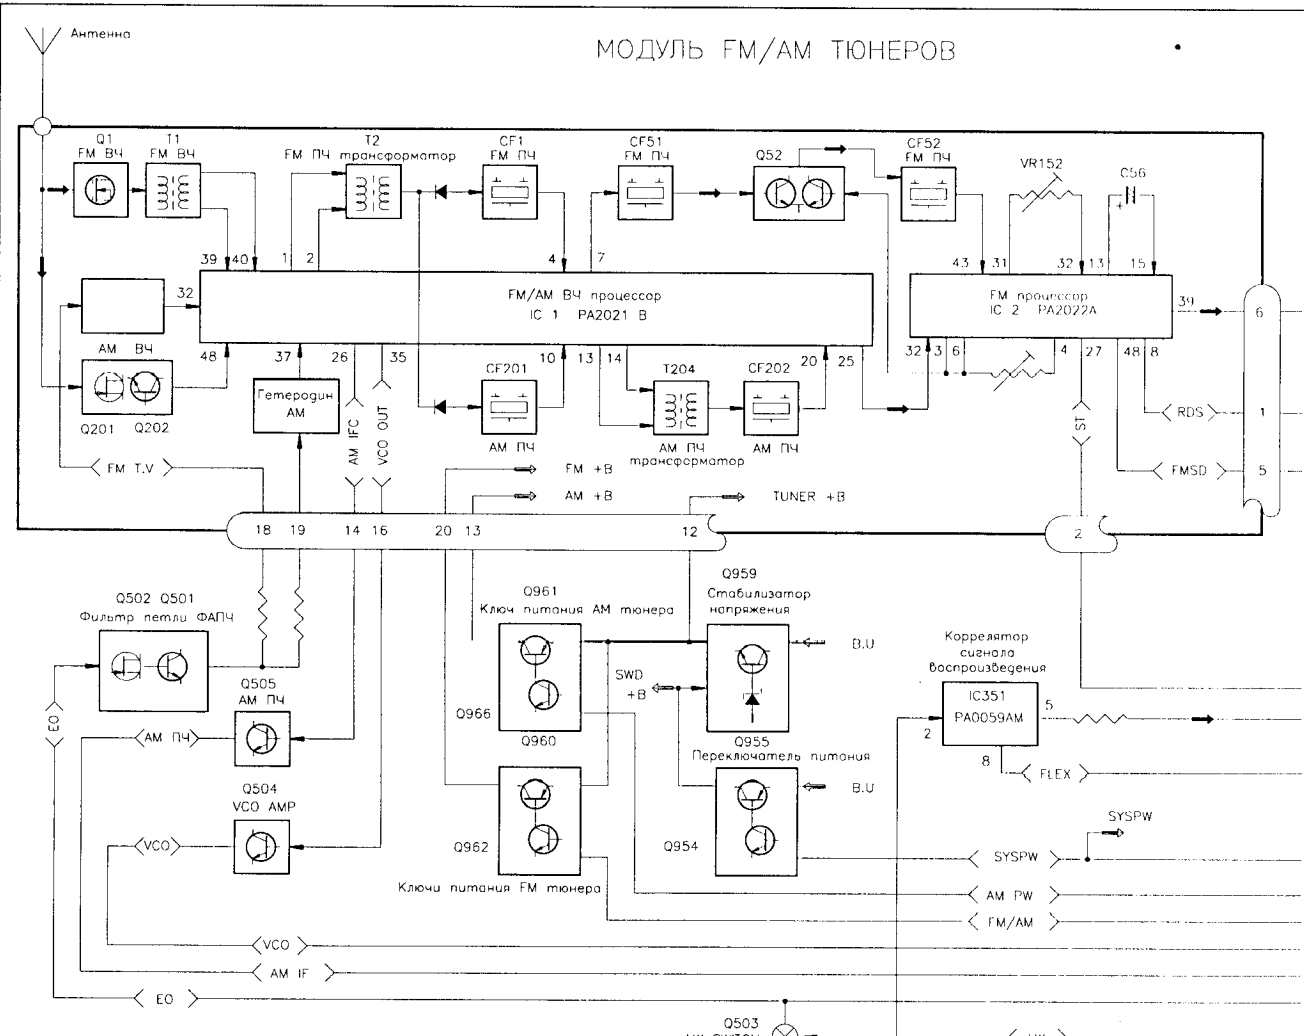 Антенна
МОДУЛЬ FM/AM ТЮНЕРОВ
Q1
FM ВЧ
T1
FM ВЧ
T2
FM ПЧ трансформатор
CF1
FM ПЧ
CF51
FM ПЧ
Q52
CF52
FM ПЧ
VR152
C56
+
39 40 1 2 4 7
43 31 32 13 15
32
FM/AM ВЧ процессор
IC 1 PA2021 B
FM процессор
IC 2 PA2022A
39
6
AM ВЧ
48 37 26 35 10 13 14 20 25
32 3 6 4 27 48 8
Q201 Q202
Гетеродин
AM
AM IFC
VCO OUT
CF201
AM ПЧ
T204
AM ПЧ
трансформатор
CF202
AM ПЧ
ST
RDS
1
FMSD
5
FM T.V
FM +B
AM +B
TUNER +B
18 19 14 16 20 13 12
2
Q502 Q501
Фильтр петли ФАПЧ
Q961
Ключ питания AM тюнера
Q959
Стабилизатор
напряжения
B.U
SWD
+B
Q966
Q960
Q505
AM ПЧ
AM ПЧ
EO
Коррелятор
сигнала
воспроизведения
IC351
PA0059AM
5
2
8
FLEX
Q955
Переключатель питания
B.U
Q504
VCO AMP
VCO
Q962
Q954
Ключи питания FM тюнера
SYSPW
SYSPW
AM PW
FM/AM
VCO
AM IF
EO
Q503